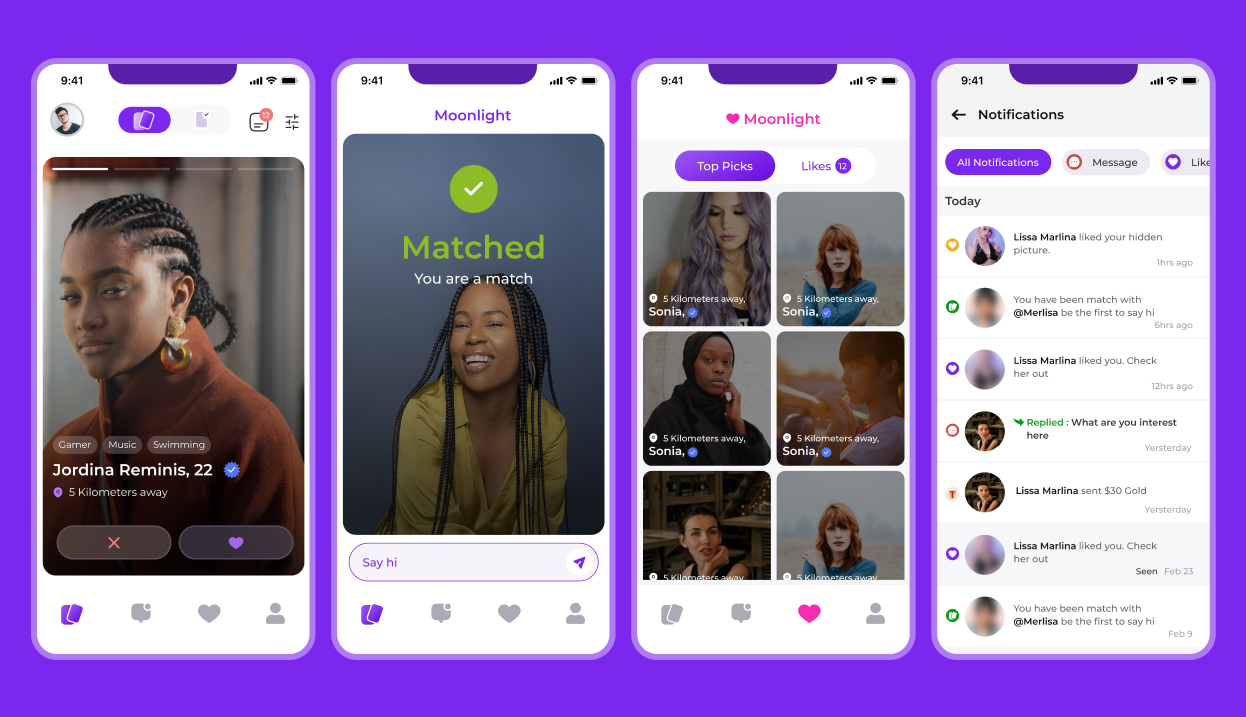 9:41
12
Gamer
Music
Swimming
Jordina Reminis, 22
5 Kilometers away
9:41
Moonlight
Matched
You are a match
Say hi
9:41
Moonlight
Top Picks
Likes 12
5 Kilometers away,
Sonia,
5 Kilometers away,
Sonia,
5 Kilometers away,
Sonia,
5 Kilometers away,
Sonia,
5 Kilometers away,
5 Kilometers away,
9:41
Notifications
All Notifications
Message
Like
Today
Lissa Marlina liked your hidden
picture.
1hrs ago
You have been match with
@Merlisa be the first to say hi
6hrs ago
Lissa Marlina liked you. Check
her out
12hrs ago
Replied : What are you interest
here
Yersterday
T
Lissa Marlina sent $30 Gold
Yersterday
Lissa Marlina liked you. Check
her out
Seen Feb 23
You have been match with
@Merlisa be the first to say hi
Feb 9